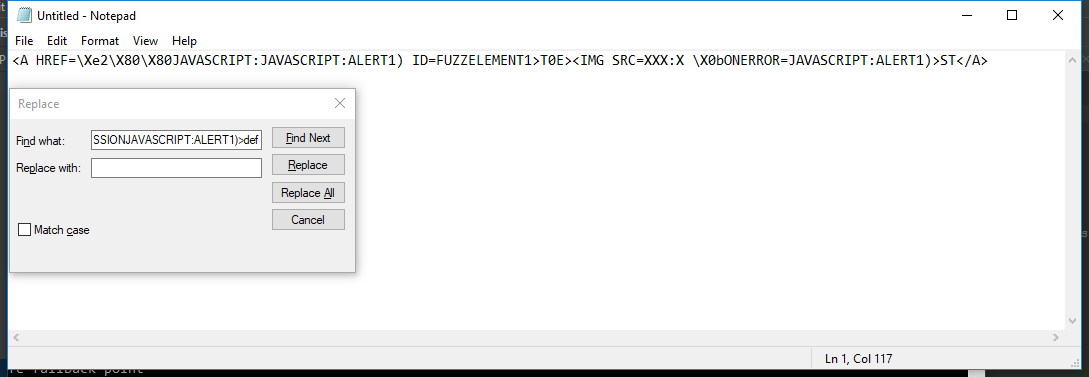 Untitled - Notepad
File Edit Format View Help
<A HREF=\Xe2\X80\X80JAVASCRIPT:JAVASCRIPT:ALERT1) ID=FUZZELEMENT1>T0E><IMG SRC=XXX:X \X0bONERROR=JAVASCRIPT:ALERT1)>ST</A>
Replace
Find what: SSIONJAVASCRIPT:ALERT1)>def Find Next
Replace with: Replace
Replace All
Cancel
Match case
Ln 1, Col 117
re fallback point